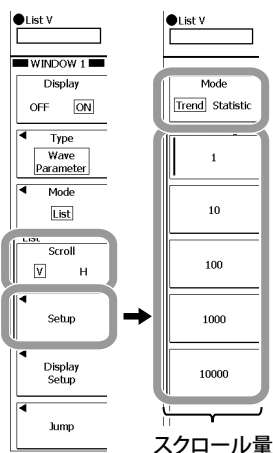 List V
WINDOW 1
Display
OFF ON
Type
Wave
Parameter
Mode
List
List
Scroll
V H
Setup
Display
Setup
Jump
List V
Mode
Trend Statistic
1
10
100
1000
10000
スクロール量